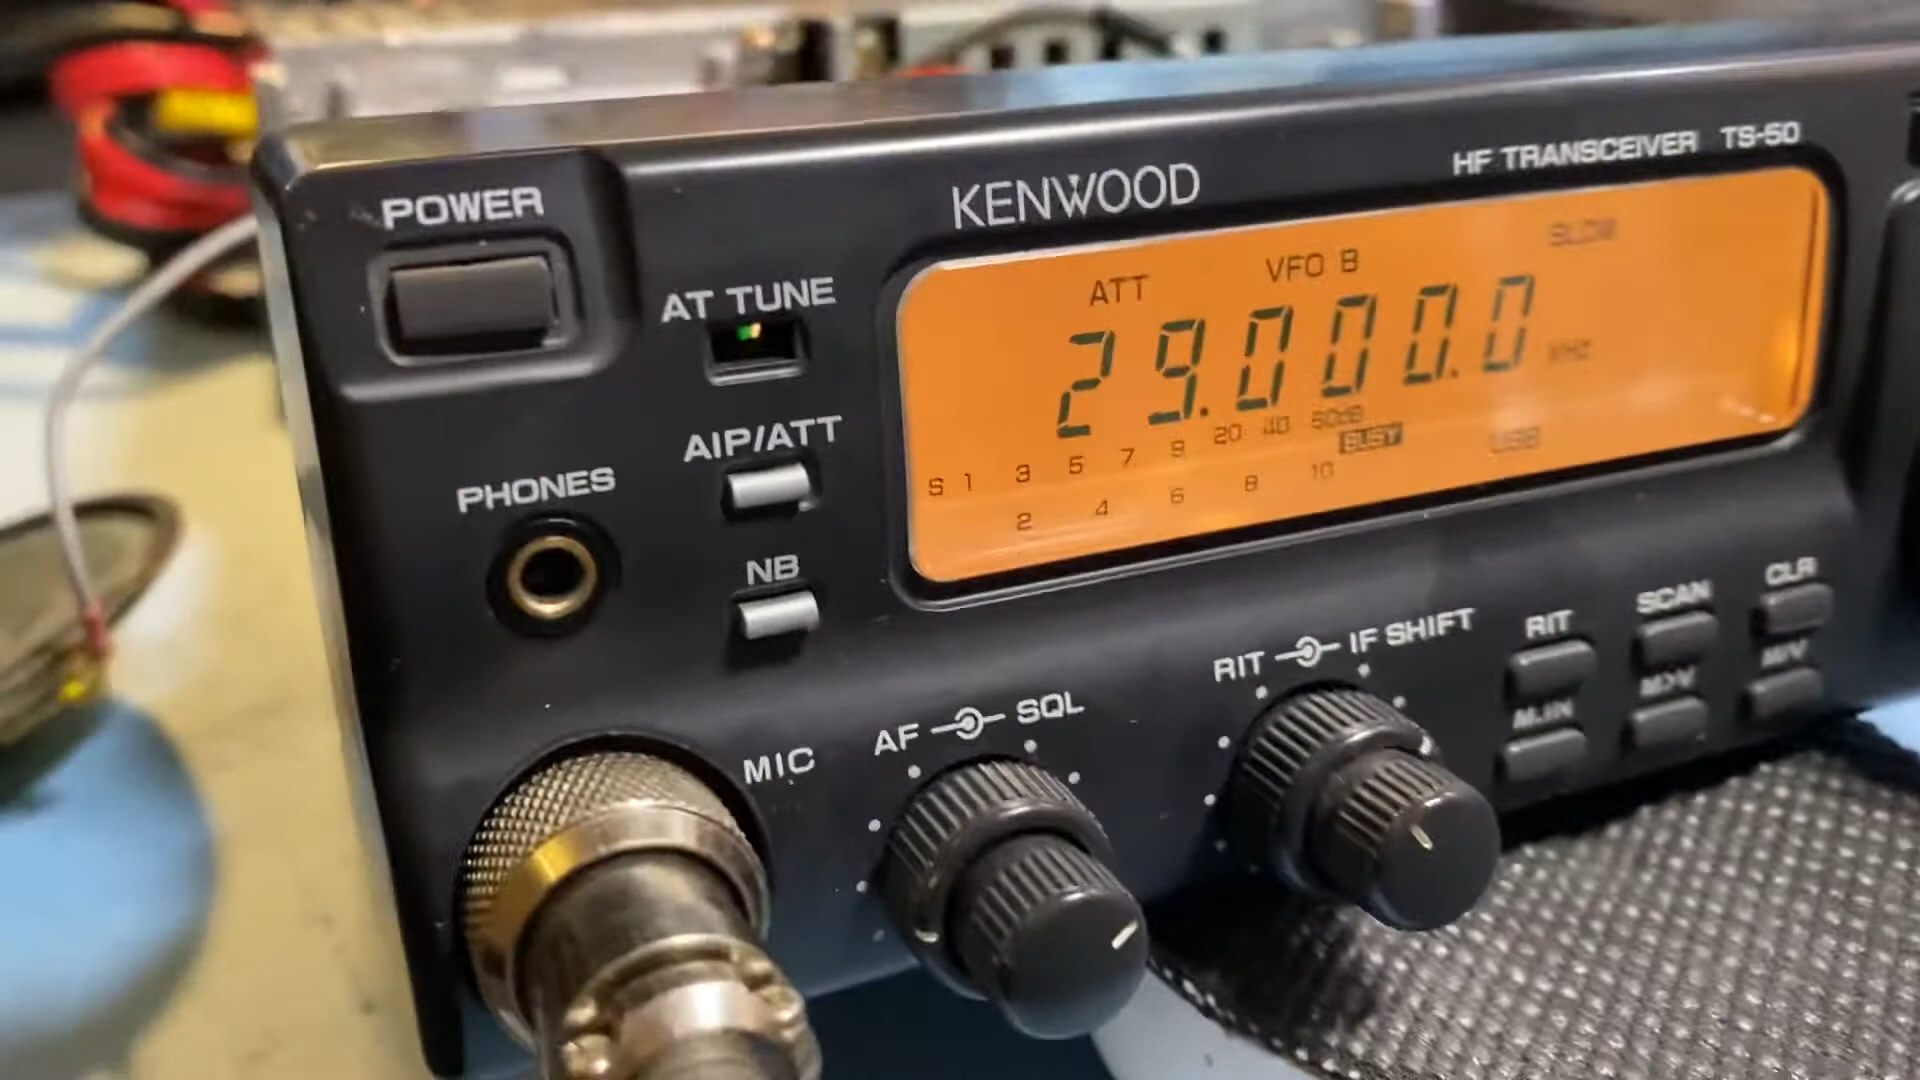 HF TRANSCEIVER TS-50
KENWOOD
POWER
AT TUNE
AIP/ATT
PHONES
NB
MIC
SLOW
ATT VFO B
29.000.0 kHz
S 1 3 5 7 9 20 40 60dB
BUSY USB
2 4 6 8 10
AF SQL
RIT IF SHIFT
RIT SCAN CLR
M.IN M>V M/V